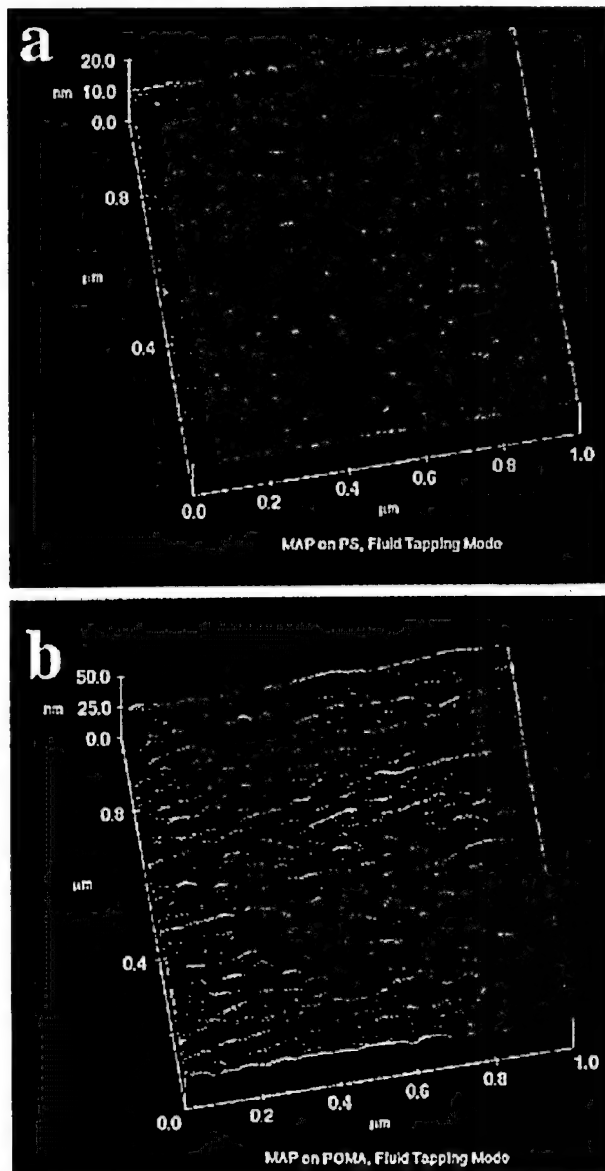 a
20.0
nm 10.0
0.0
0.8
µm
0.4
0.0 0.2 0.4 0.6 0.8 1.0
µm
MAP on PS, Fluid Tapping Mode
b
50.0
nm 25.0
0.0
0.8
µm
0.4
0.0 0.2 0.4 0.6 0.8 1.0
µm
MAP on POMA, Fluid Tapping Mode